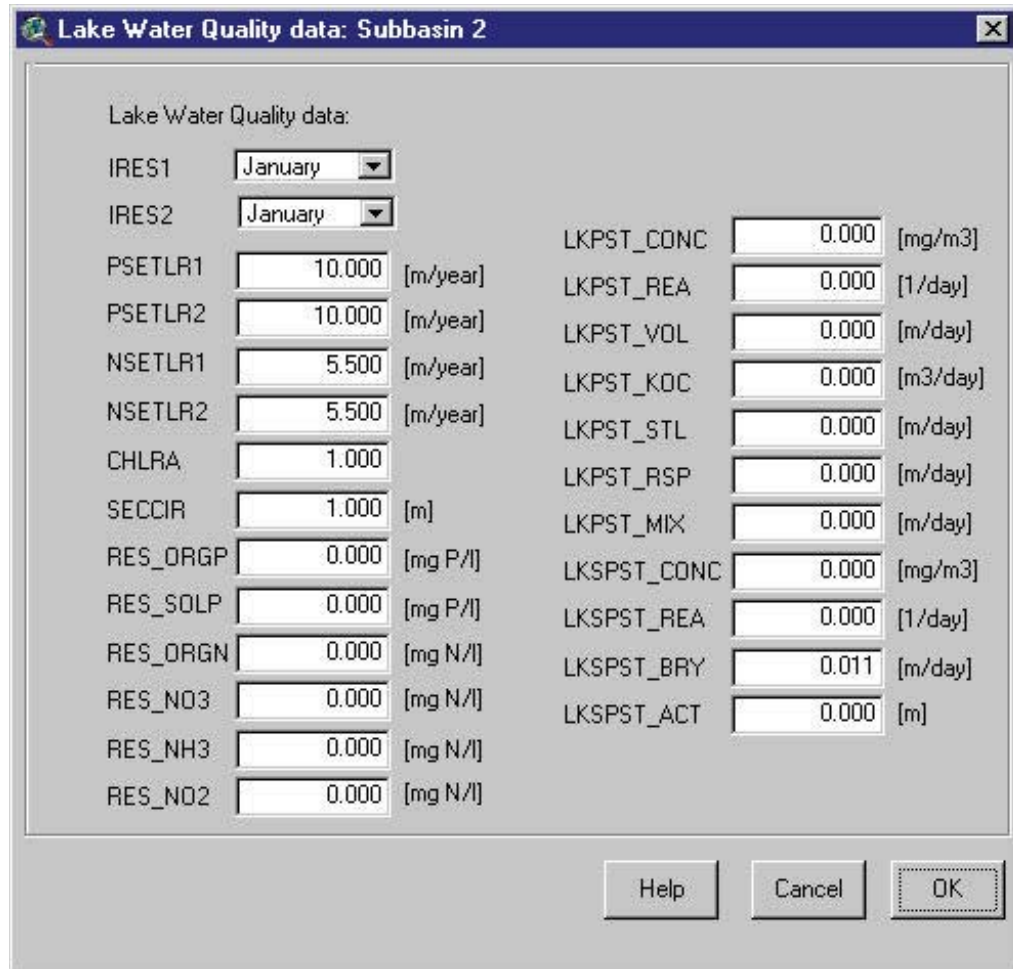 Lake Water Quality data: Subbasin 2
Lake Water Quality data:
IRES1 January
IRES2 January
PSETLR1 10.000 [m/year]
PSETLR2 10.000 [m/year]
NSETLR1 5.500 [m/year]
NSETLR2 5.500 [m/year]
CHLRA 1.000
SECCIR 1.000 [m]
RES_ORGP 0.000 [mg P/l]
RES_SOLP 0.000 [mg P/l]
RES_ORGN 0.000 [mg N/l]
RES_NO3 0.000 [mg N/l]
RES_NH3 0.000 [mg N/l]
RES_NO2 0.000 [mg N/l]
LKPST_CONC 0.000 [mg/m3]
LKPST_REA 0.000 [1/day]
LKPST_VOL 0.000 [m/day]
LKPST_KOC 0.000 [m3/day]
LKPST_STL 0.000 [m/day]
LKPST_RSP 0.000 [m/day]
LKPST_MIX 0.000 [m/day]
LKSPST_CONC 0.000 [mg/m3]
LKSPST_REA 0.000 [1/day]
LKSPST_BRY 0.011 [m/day]
LKSPST_ACT 0.000 [m]
Help Cancel OK